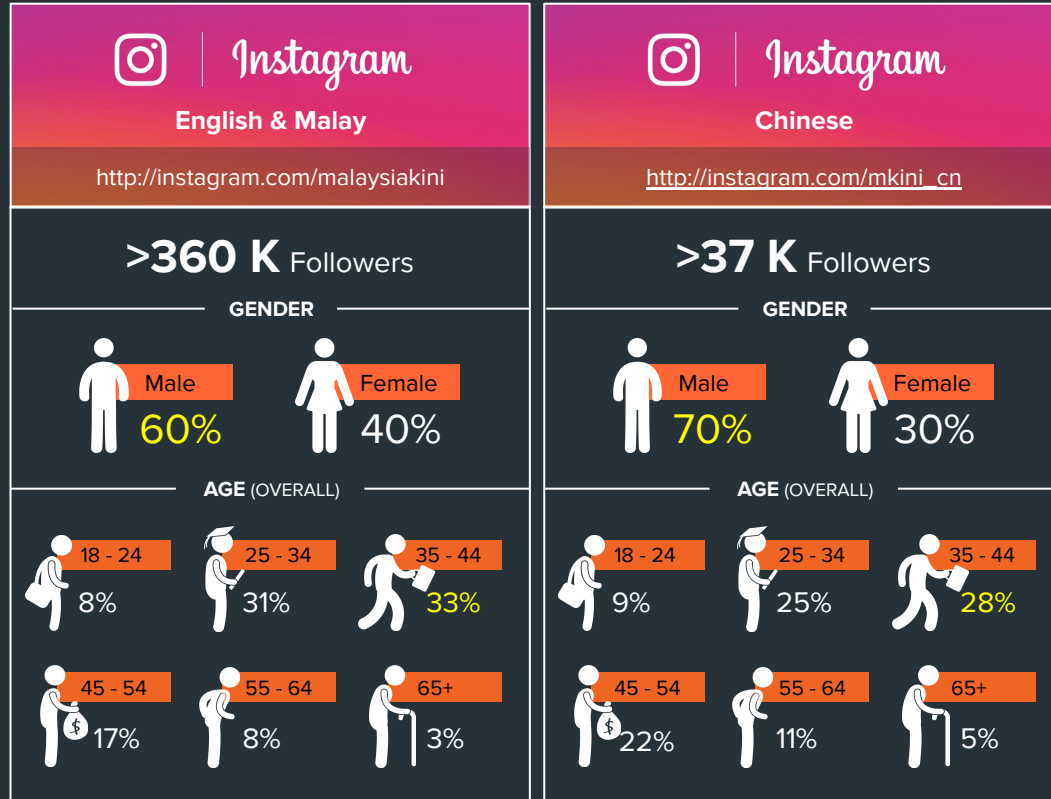 Instagram
English & Malay
http://instagram.com/malaysiakini
>360 K Followers
GENDER
Male
60%
Female
40%
AGE (OVERALL)
18 - 24
8%
25 - 34
31%
35 - 44
33%
45 - 54
$
17%
55 - 64
8%
65+
3%
Instagram
Chinese
http://instagram.com/mkini_cn
>37 K Followers
GENDER
Male
70%
Female
30%
AGE (OVERALL)
18 - 24
9%
25 - 34
25%
35 - 44
28%
45 - 54
$
22%
55 - 64
11%
65+
5%